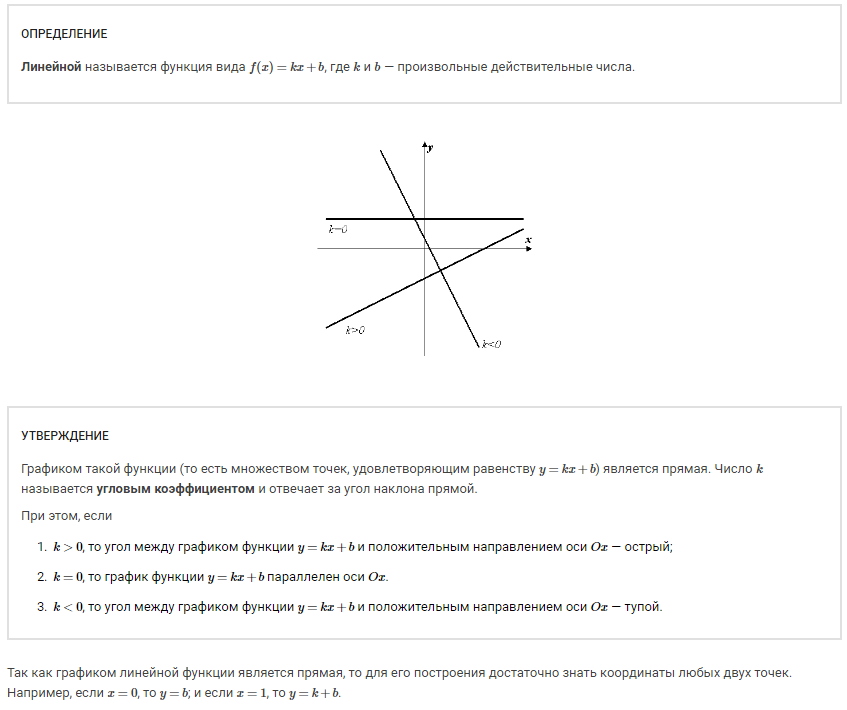 ОПРЕДЕЛЕНИЕ
Линейной называется функция вида f(x) = kx + b, где k и b — произвольные действительные числа.
y
k=0
x
k>0
k<0
УТВЕРЖДЕНИЕ
Графиком такой функции (то есть множеством точек, удовлетворяющим равенству y = kx + b) является прямая. Число k
называется угловым коэффициентом и отвечает за угол наклона прямой.
При этом, если
1. k > 0, то угол между графиком функции y = kx + b и положительным направлением оси Ox — острый;
2. k = 0, то график функции y = kx + b параллелен оси Ox.
3. k < 0, то угол между графиком функции y = kx + b и положительным направлением оси Ox — тупой.
Так как графиком линейной функции является прямая, то для его построения достаточно знать координаты любых двух точек.
Например, если x = 0, то y = b; и если x = 1, то y = k + b.